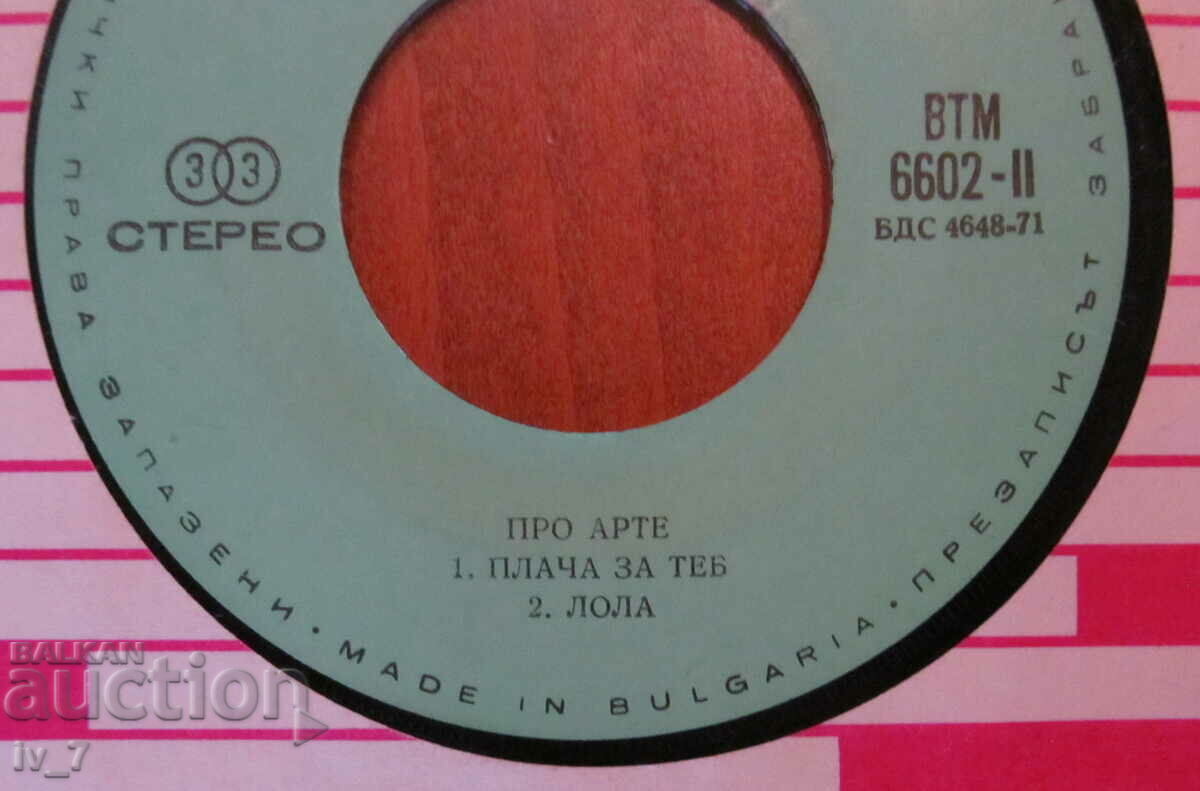 33
СТЕРЕО
ВТМ
6602-II
БДС 4648-71
ПРО АРТЕ
1. ПЛАЧА ЗА ТЕБ
2. ЛОЛА
ПРАВА ЗАПАЗЕНИ · MADE IN BULGARIA · ПРЕЗАПИСЪТ
BALKAN
auction
iv_7